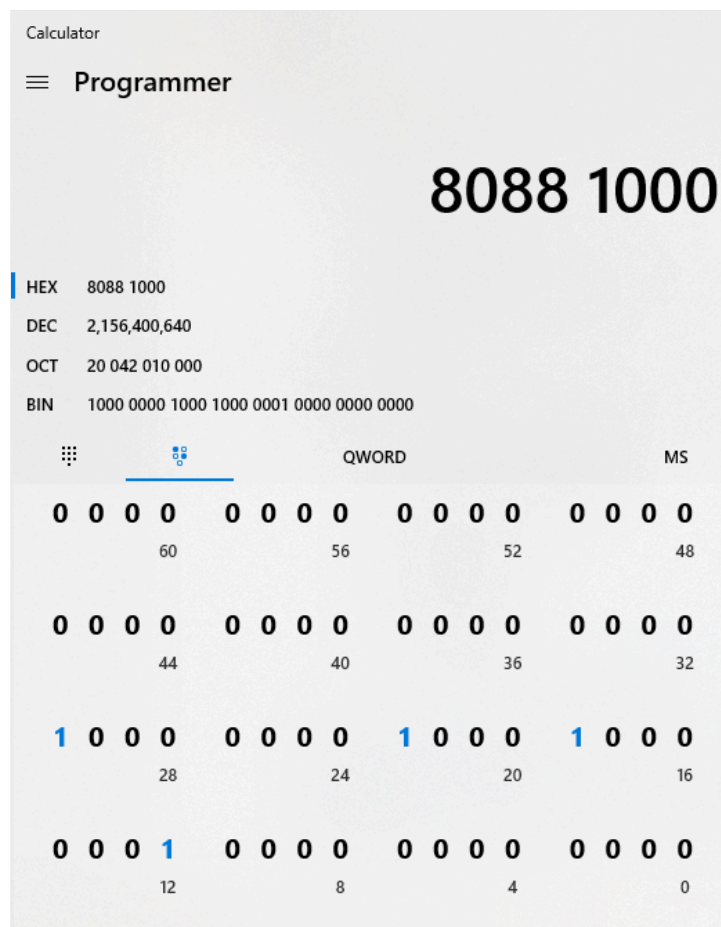 Calculator
Programmer
8088 1000
HEX 8088 1000
DEC 2,156,400,640
OCT 20 042 010 000
BIN 1000 0000 1000 1000 0001 0000 0000 0000
QWORD MS
0 0 0 0 0 0 0 0 0 0 0 0 0 0 0 0
60 56 52 48
0 0 0 0 0 0 0 0 0 0 0 0 0 0 0 0
44 40 36 32
1 0 0 0 0 0 0 0 1 0 0 0 1 0 0 0
28 24 20 16
0 0 0 1 0 0 0 0 0 0 0 0 0 0 0 0
12 8 4 0